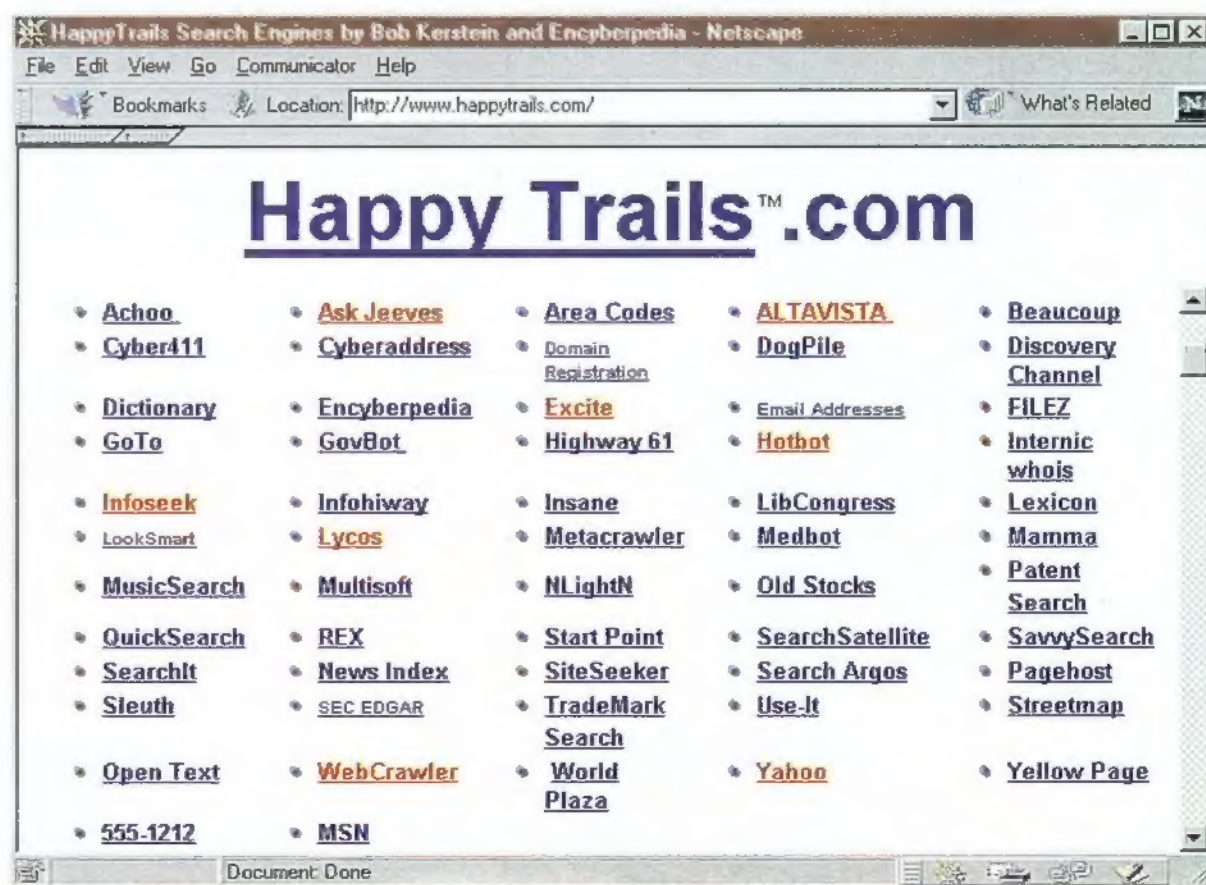 HappyTrails Search Engines by Bob Kerstein and Encyberpedia - Netscape
File Edit View Go Communicator Help
Bookmarks Location: http://www.happytrails.com/ What's Related
Happy Trails™.com
Achoo Ask Jeeves Area Codes ALTAVISTA Beaucoup
Cyber411 Cyberaddress Domain DogPile Discovery
Registration Channel
Dictionary Encyberpedia Excite Email Addresses FILEZ
GoTo GovBot Highway 61 Hotbot Internic
whois
Infoseek Infohiway Insane LibCongress Lexicon
LookSmart Lycos Metacrawler Medbot Mamma
MusicSearch Multisoft NLightN Old Stocks Patent
Search
QuickSearch REX Start Point SearchSatellite SavvySearch
SearchIt News Index SiteSeeker Search Argos Pagehost
Sleuth SEC EDGAR TradeMark Use-It Streetmap
Search
Open Text WebCrawler World Yahoo Yellow Page
Plaza
555-1212 MSN
Document: Done